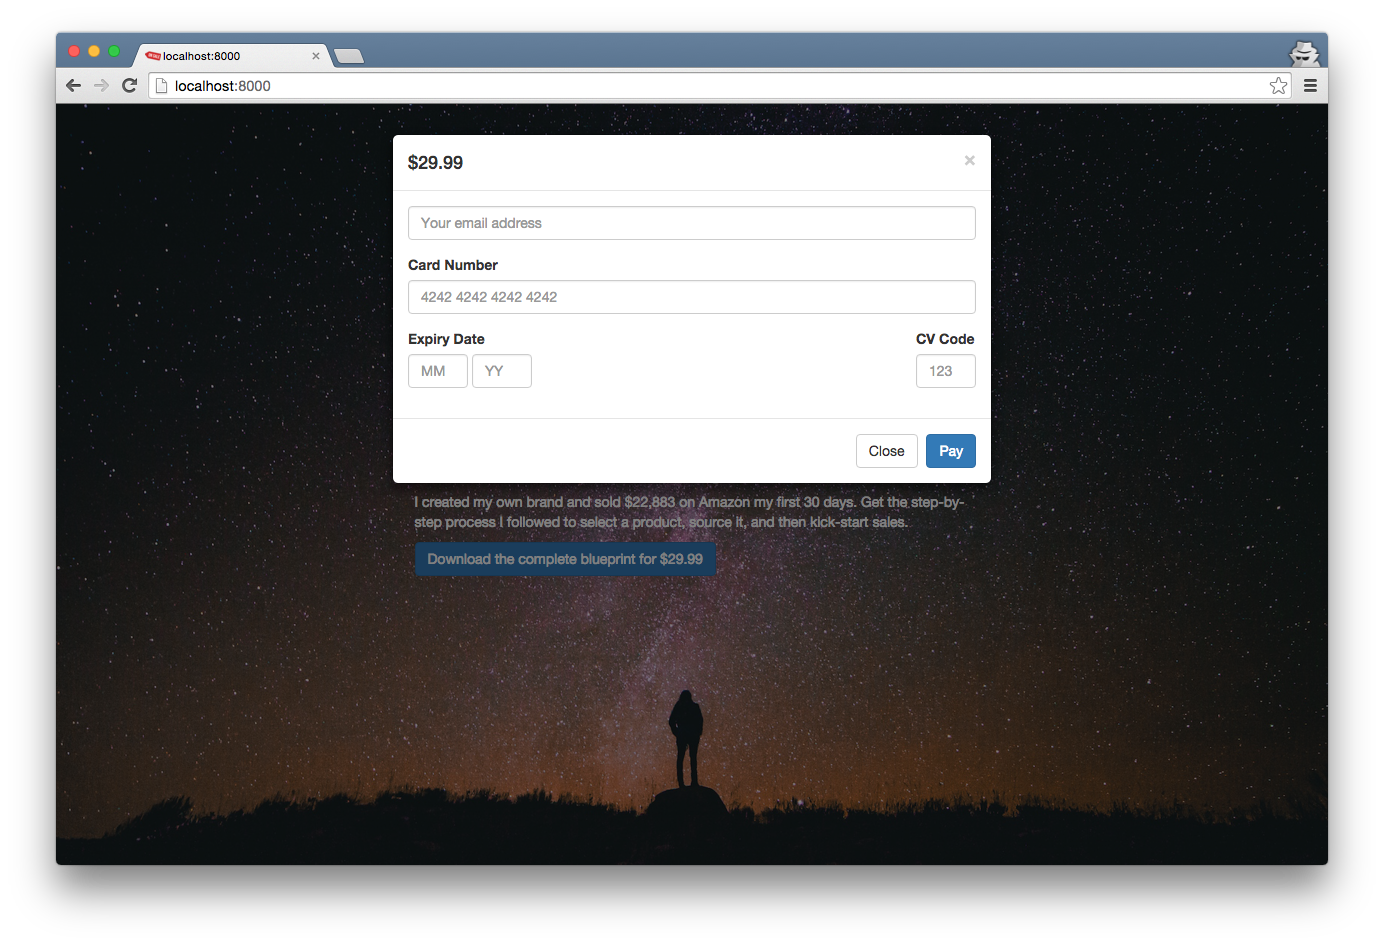 localhost:8000
localhost:8000
$29.99
Your email address
Card Number
4242 4242 4242 4242
Expiry Date CV Code
MM YY 123
Close Pay
I created my own brand and sold $22,883 on Amazon my first 30 days. Get the step-by-
step process I followed to select a product, source it, and then kick-start sales.
Download the complete blueprint for $29.99